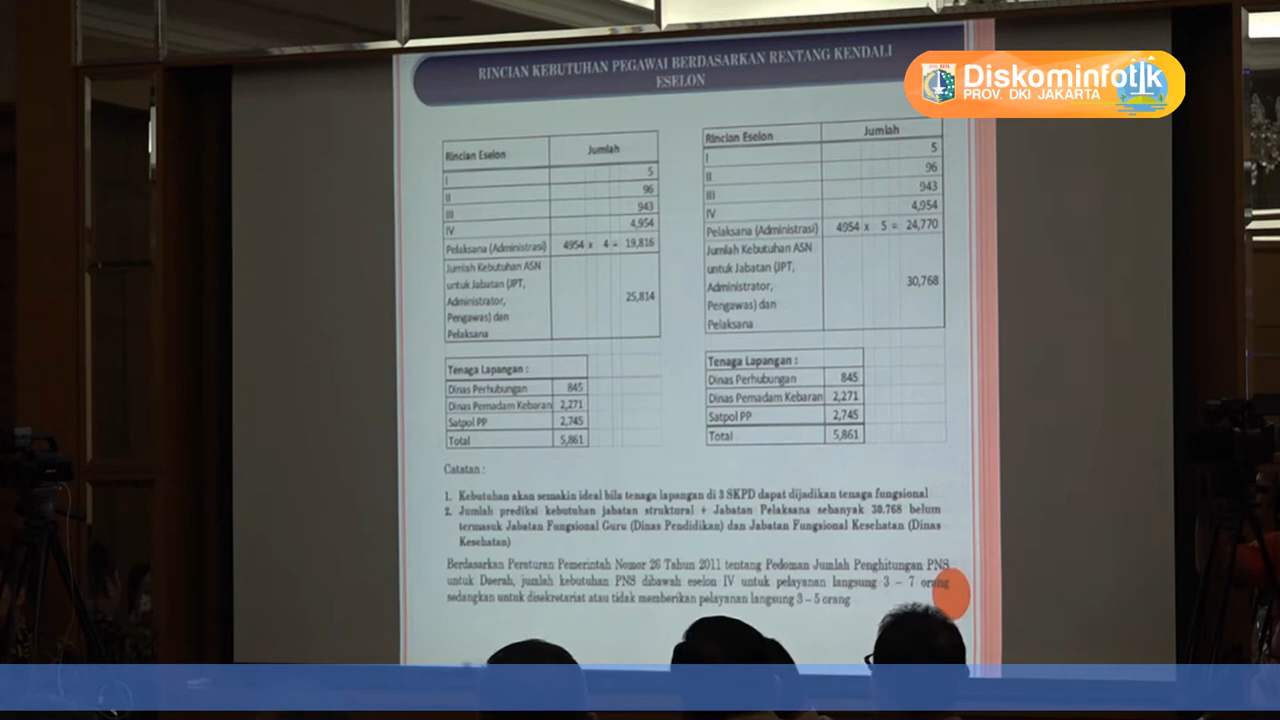 RINCIAN KEBUTUHAN PEGAWAI BERDASARKAN RENTANG KENDALI
ESELON
Diskominfotik
PROV. DKI JAKARTA
Rincian Eselon Jumlah
I 5
II 96
III 943
IV 4,954
Pelaksana (Administrasi) 4954 x 4 = 19,816
Jumlah Kebutuhan ASN
untuk Jabatan (JPT,
Administrator, 25,814
Pengawas) dan
Pelaksana
Tenaga Lapangan :
Dinas Perhubungan 845
Dinas Pemadam Kebaran 2,271
Satpol PP 2,745
Total 5,861
Rincian Eselon Jumlah
I 5
II 96
III 943
IV 4,954
Pelaksana (Administrasi) 4954 x 5 = 24,770
Jumlah Kebutuhan ASN
untuk Jabatan (JPT,
Administrator, 30,768
Pengawas) dan
Pelaksana
Tenaga Lapangan :
Dinas Perhubungan 845
Dinas Pemadam Kebaran 2,271
Satpol PP 2,745
Total 5,861
Catatan :
1. Kebutuhan akan semakin ideal bila tenaga lapangan di 3 SKPD dapat dijadikan tenaga fungsional
2. Jumlah prediksi kebutuhan jabatan struktural + Jabatan Pelaksana sebanyak 30.768 belum
termasuk Jabatan Fungsional Guru (Dinas Pendidikan) dan Jabatan Fungsional Kesehatan (Dinas
Kesehatan)
Berdasarkan Peraturan Pemerintah Nomor 26 Tahun 2011 tentang Pedoman Jumlah Penghitungan PNS
untuk Daerah, jumlah kebutuhan PNS dibawah eselon IV untuk pelayanan langsung 3 – 7 orang
sedangkan untuk disekretariat atau tidak memberikan pelayanan langsung 3 – 5 orang